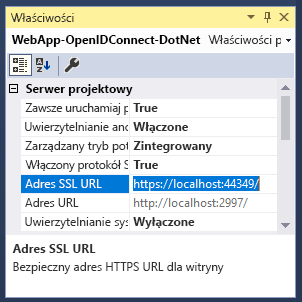 Właściwości
WebApp-OpenIDConnect-DotNet Właściwości p
Serwer projektowy
Zawsze uruchamiaj p True
Uwierzytelnianie ano Włączone
Zarządzany tryb pot Zintegrowany
Włączony protokół S True
Adres SSL URL https://localhost:44349/
Adres URL http://localhost:2997/
Uwierzytelnianie sys Wyłączone
Adres SSL URL
Bezpieczny adres HTTPS URL dla witryny